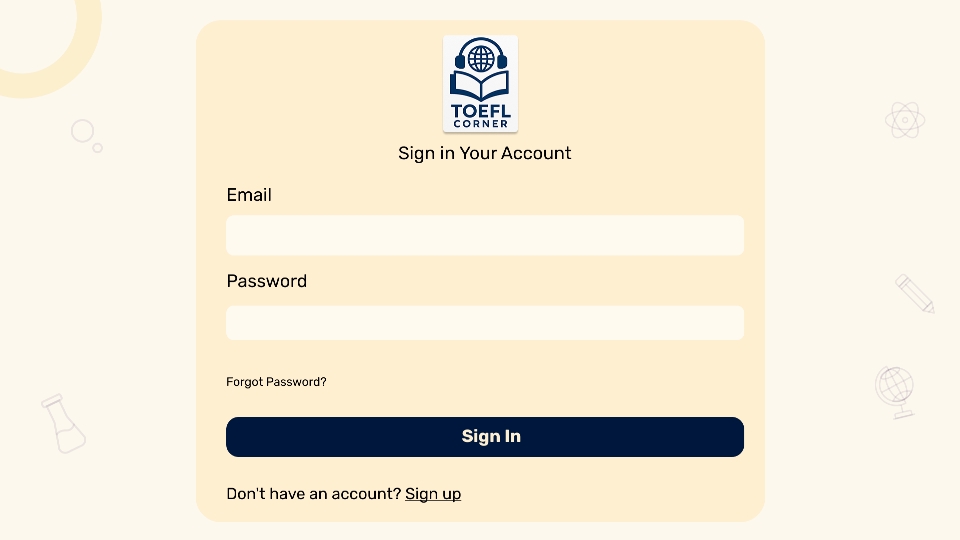 TOEFL
CORNER
Sign in Your Account
Email
Password
Forgot Password?
Sign In
Don't have an account? Sign up